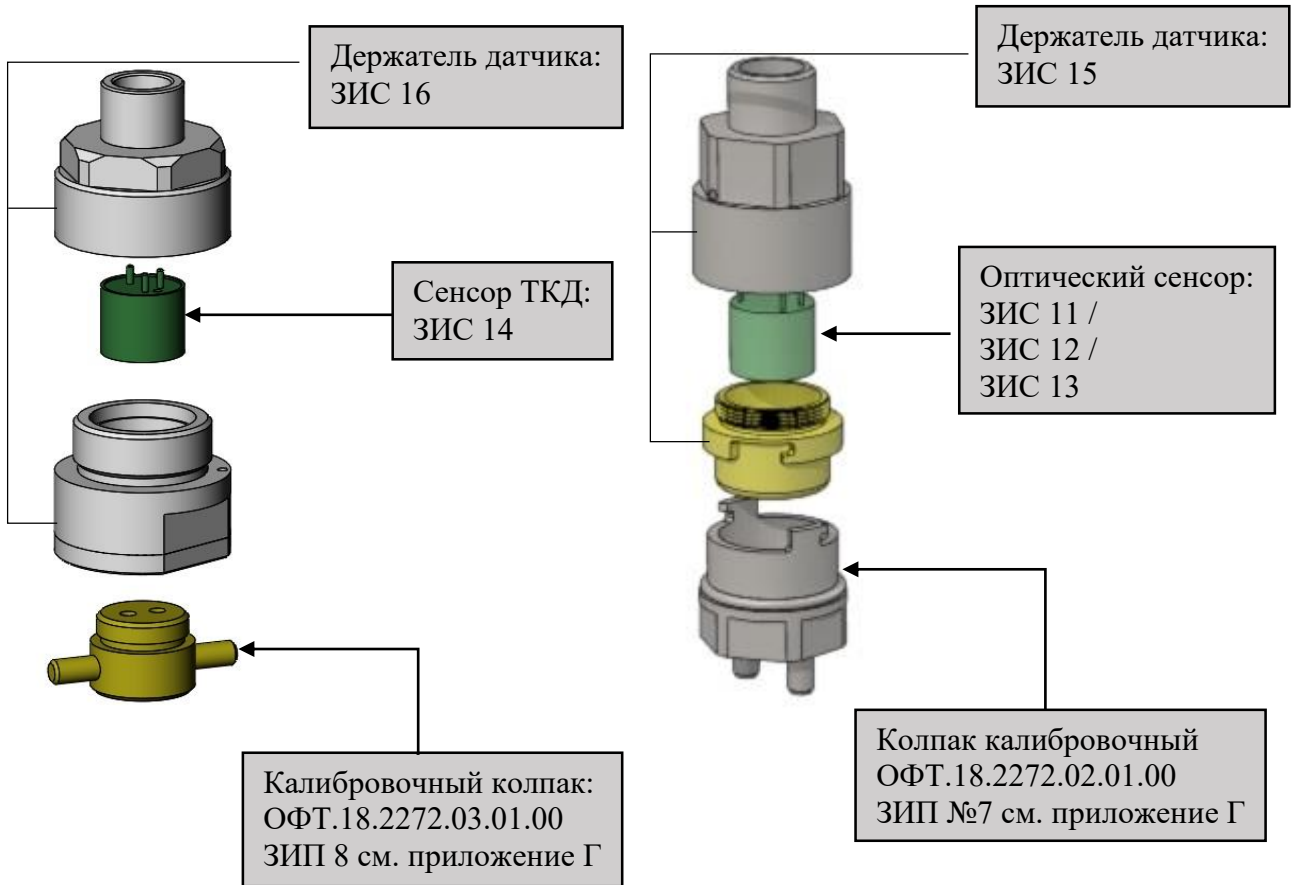 Держатель датчика:
ЗИС 16
Держатель датчика:
ЗИС 15
Сенсор ТКД:
ЗИС 14
Оптический сенсор:
ЗИС 11 /
ЗИС 12 /
ЗИС 13
Калибровочный колпак:
ОФТ.18.2272.03.01.00
ЗИП 8 см. приложение Г
Колпак калибровочный
ОФТ.18.2272.02.01.00
ЗИП №7 см. приложение Г